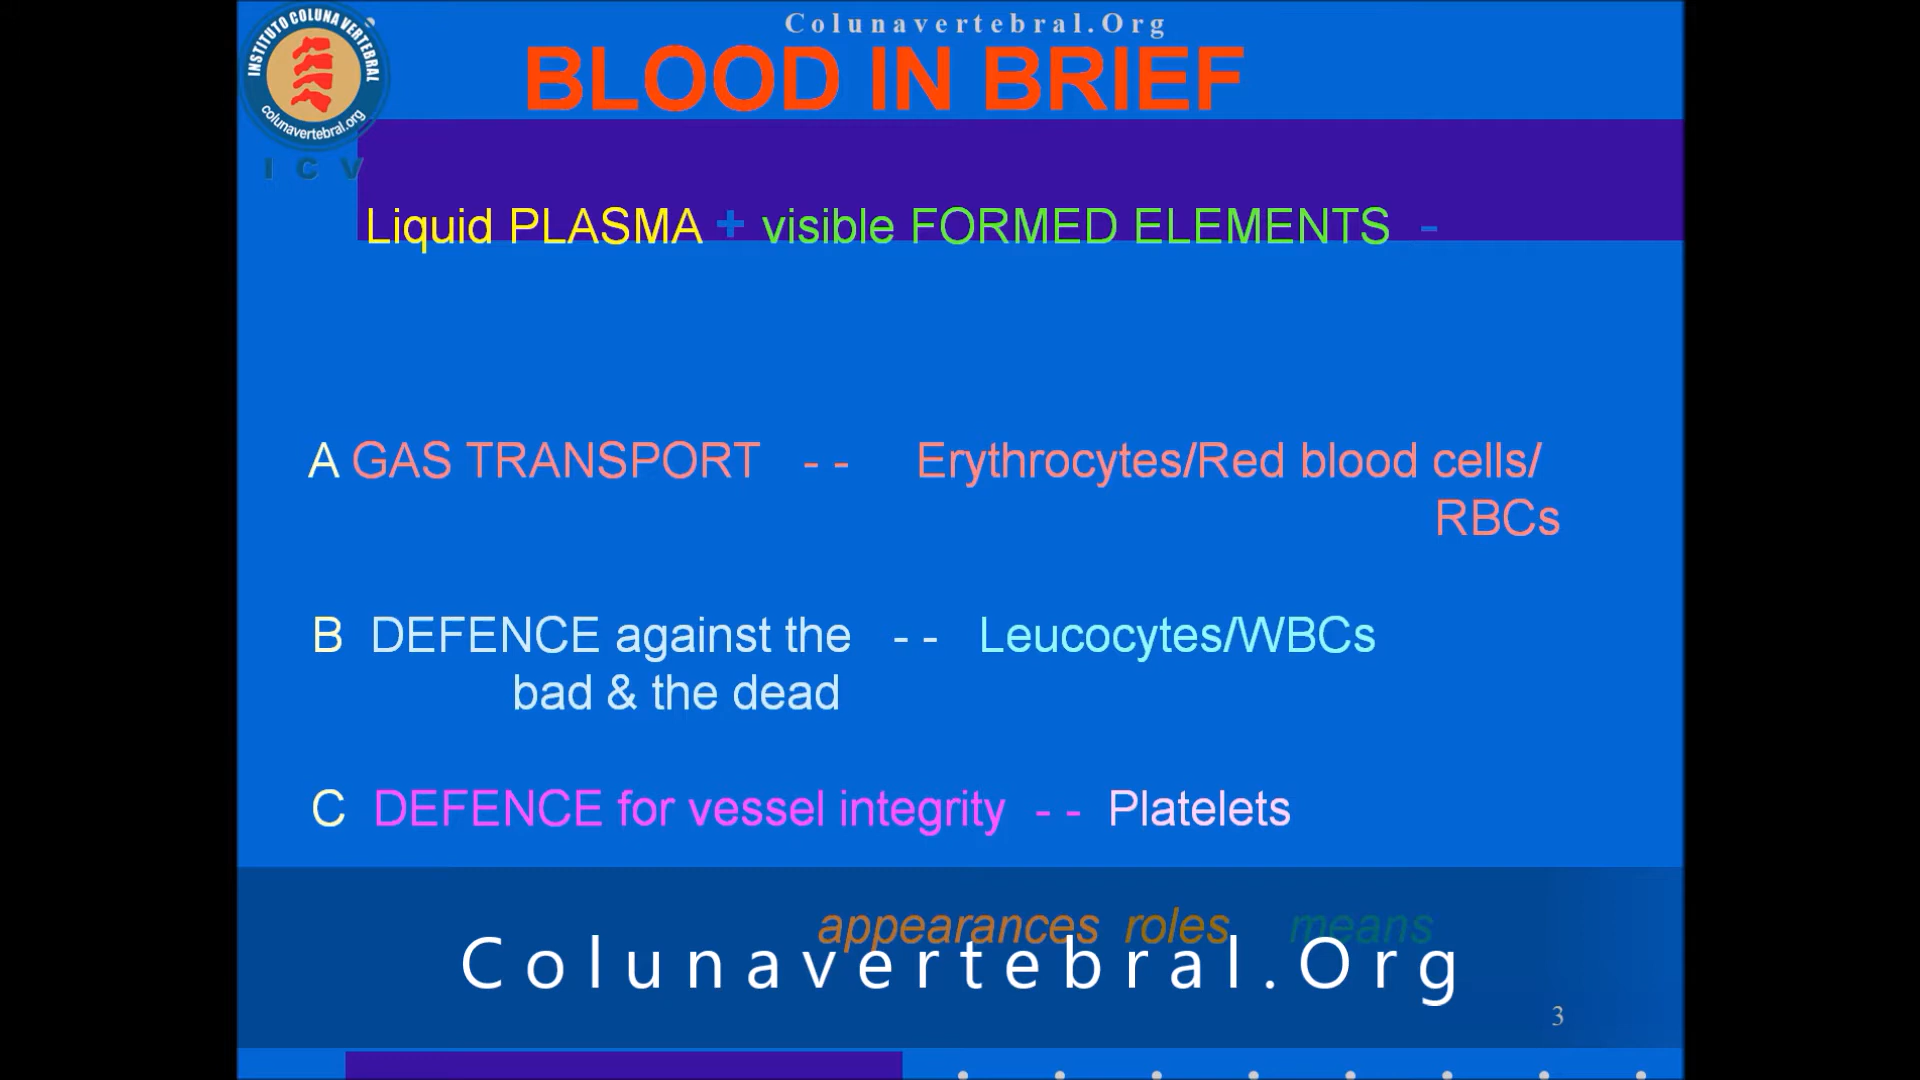 Colunavertebral.Org
INSTITUTO COLUNA VERTEBRAL
colunavertebral.org
I C V
BLOOD IN BRIEF
Liquid PLASMA + visible FORMED ELEMENTS -
A GAS TRANSPORT -- Erythrocytes/Red blood cells/
RBCs
B DEFENCE against the -- Leucocytes/WBCs
bad & the dead
C DEFENCE for vessel integrity -- Platelets
appearances roles means
Colunavertebral.Org
3